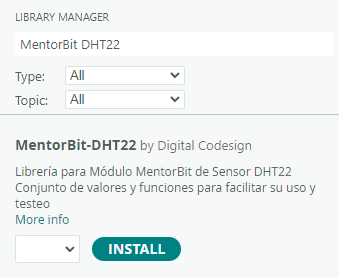 LIBRARY MANAGER
MentorBit DHT22
Type: All
Topic: All
MentorBit-DHT22 by Digital Codesign
Librería para Módulo MentorBit de Sensor DHT22
Conjunto de valores y funciones para facilitar su uso y
testeo
More info
INSTALL